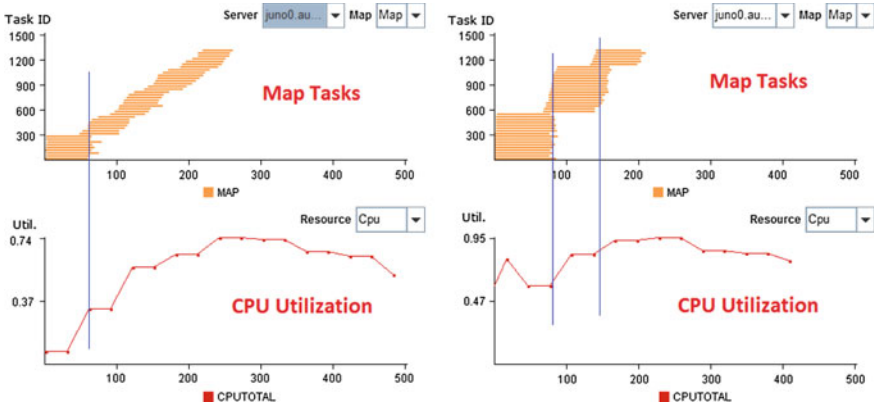 Task ID Server juno0.au... Map Map
1500
1200
900
600
300
Map Tasks
100 200 300 400 500
MAP
Resource Cpu
Util.
0.74
0.37
CPU Utilization
100 200 300 400 500
CPUTOTAL
Task ID Server juno0.au... Map Map
1500
1200
900
600
300
Map Tasks
100 200 300 400 500
MAP
Resource Cpu
Util.
0.95
0.47
CPU Utilization
100 200 300 400 500
CPUTOTAL